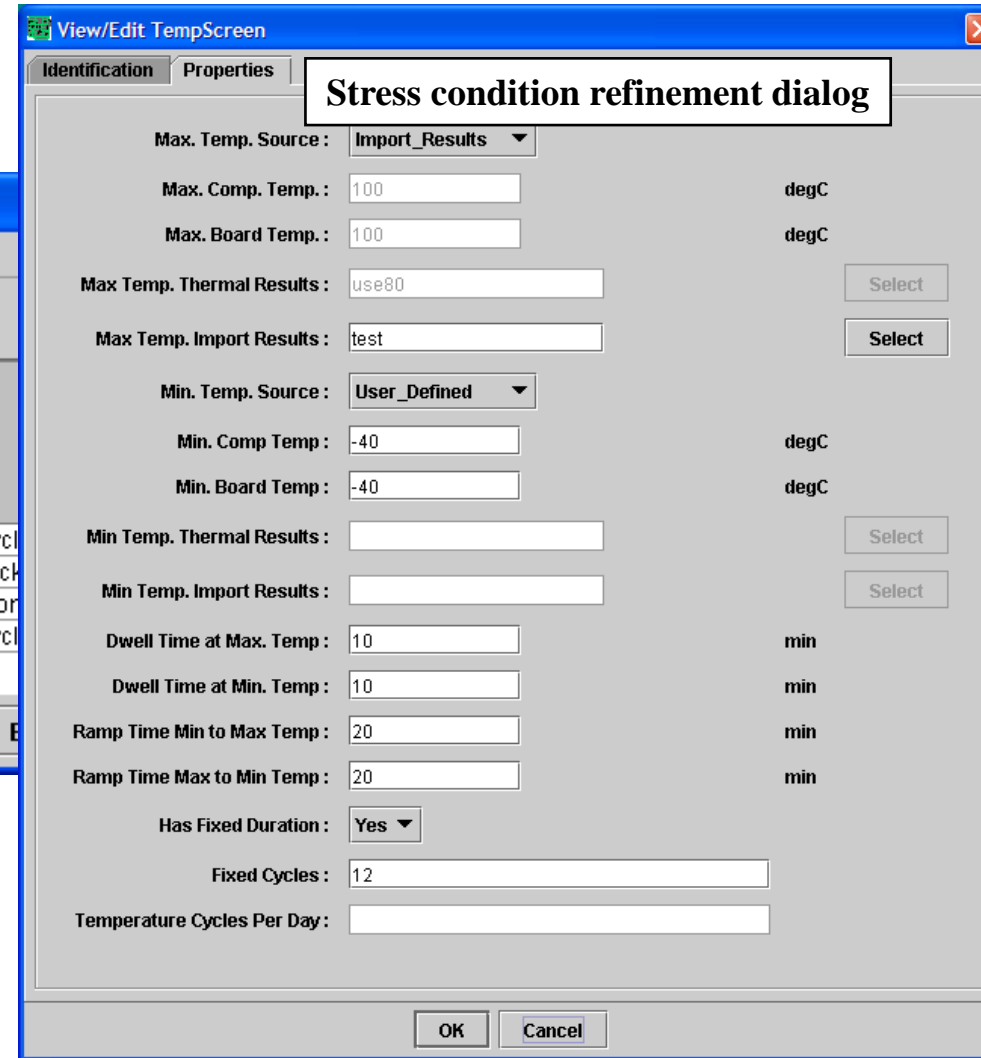 View/Edit TempScreen
Identification Properties
Stress condition refinement dialog
Max. Temp. Source : Import_Results
Max. Comp. Temp. : 100 degC
Max. Board Temp. : 100 degC
Max Temp. Thermal Results : use80 Select
Max Temp. Import Results : test Select
Min. Temp. Source : User_Defined
Min. Comp Temp : -40 degC
Min. Board Temp : -40 degC
Min Temp. Thermal Results : Select
Min Temp. Import Results : Select
Dwell Time at Max. Temp : 10 min
Dwell Time at Min. Temp : 10 min
Ramp Time Min to Max Temp : 20 min
Ramp Time Max to Min Temp : 20 min
Has Fixed Duration : Yes
Fixed Cycles : 12
Temperature Cycles Per Day :
OK Cancel